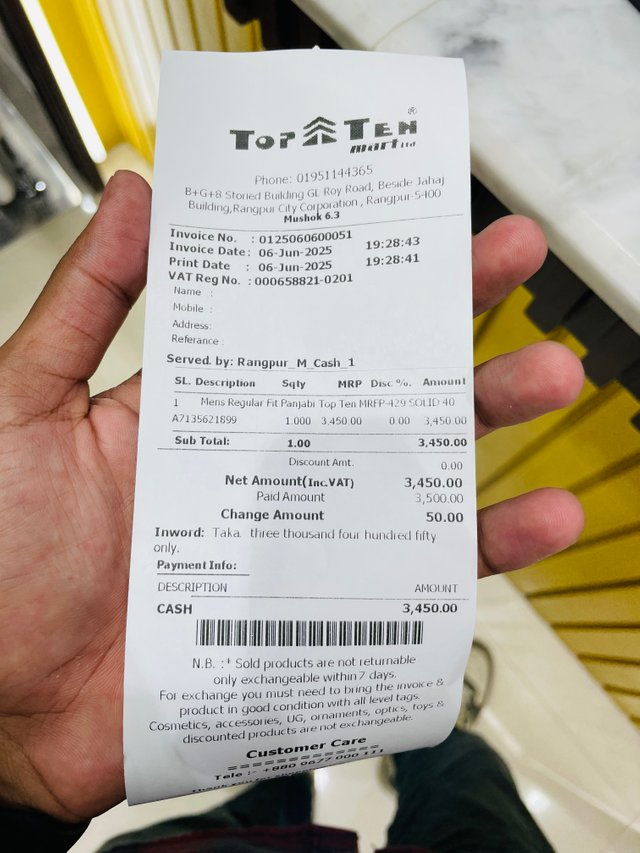 TOP TEN ®
mart Ltd
Phone: 01951144365
B+G+8 Storied Building GL Roy Road, Beside Jahaj
Building,Rangpur City Corporation , Rangpur-5400
Mushok 6.3
Invoice No. : 0125060600051
Invoice Date : 06-Jun-2025 19:28:43
Print Date : 06-Jun-2025 19:28:41
VAT Reg No. : 000658821-0201
Name :
Mobile :
Address:
Referance :
Served. by: Rangpur_M_Cash_1
SL. Description Sqty MRP Disc %. Amount
1 Mens Regular Fit Panjabi Top Ten MRFP-429 SOLID 40
A7135621899 1.000 3,450.00 0.00 3,450.00
Sub Total: 1.00 3,450.00
Discount Amt. 0.00
Net Amount(Inc.VAT) 3,450.00
Paid Amount 3,500.00
Change Amount 50.00
Inword: Taka three thousand four hundred fifty
only.
Payment Info:
DESCRIPTION AMOUNT
CASH 3,450.00
N.B. :* Sold products are not returnable
only exchangeable within 7 days.
For exchange you must need to bring the invoice &
product in good condition with all level tags.
Cosmetics, accessories, UG, ornaments, optics, toys &
discounted products are not exchangeable.
Customer Care
=============
Tele :- +880 9677 000 111
Thank you for